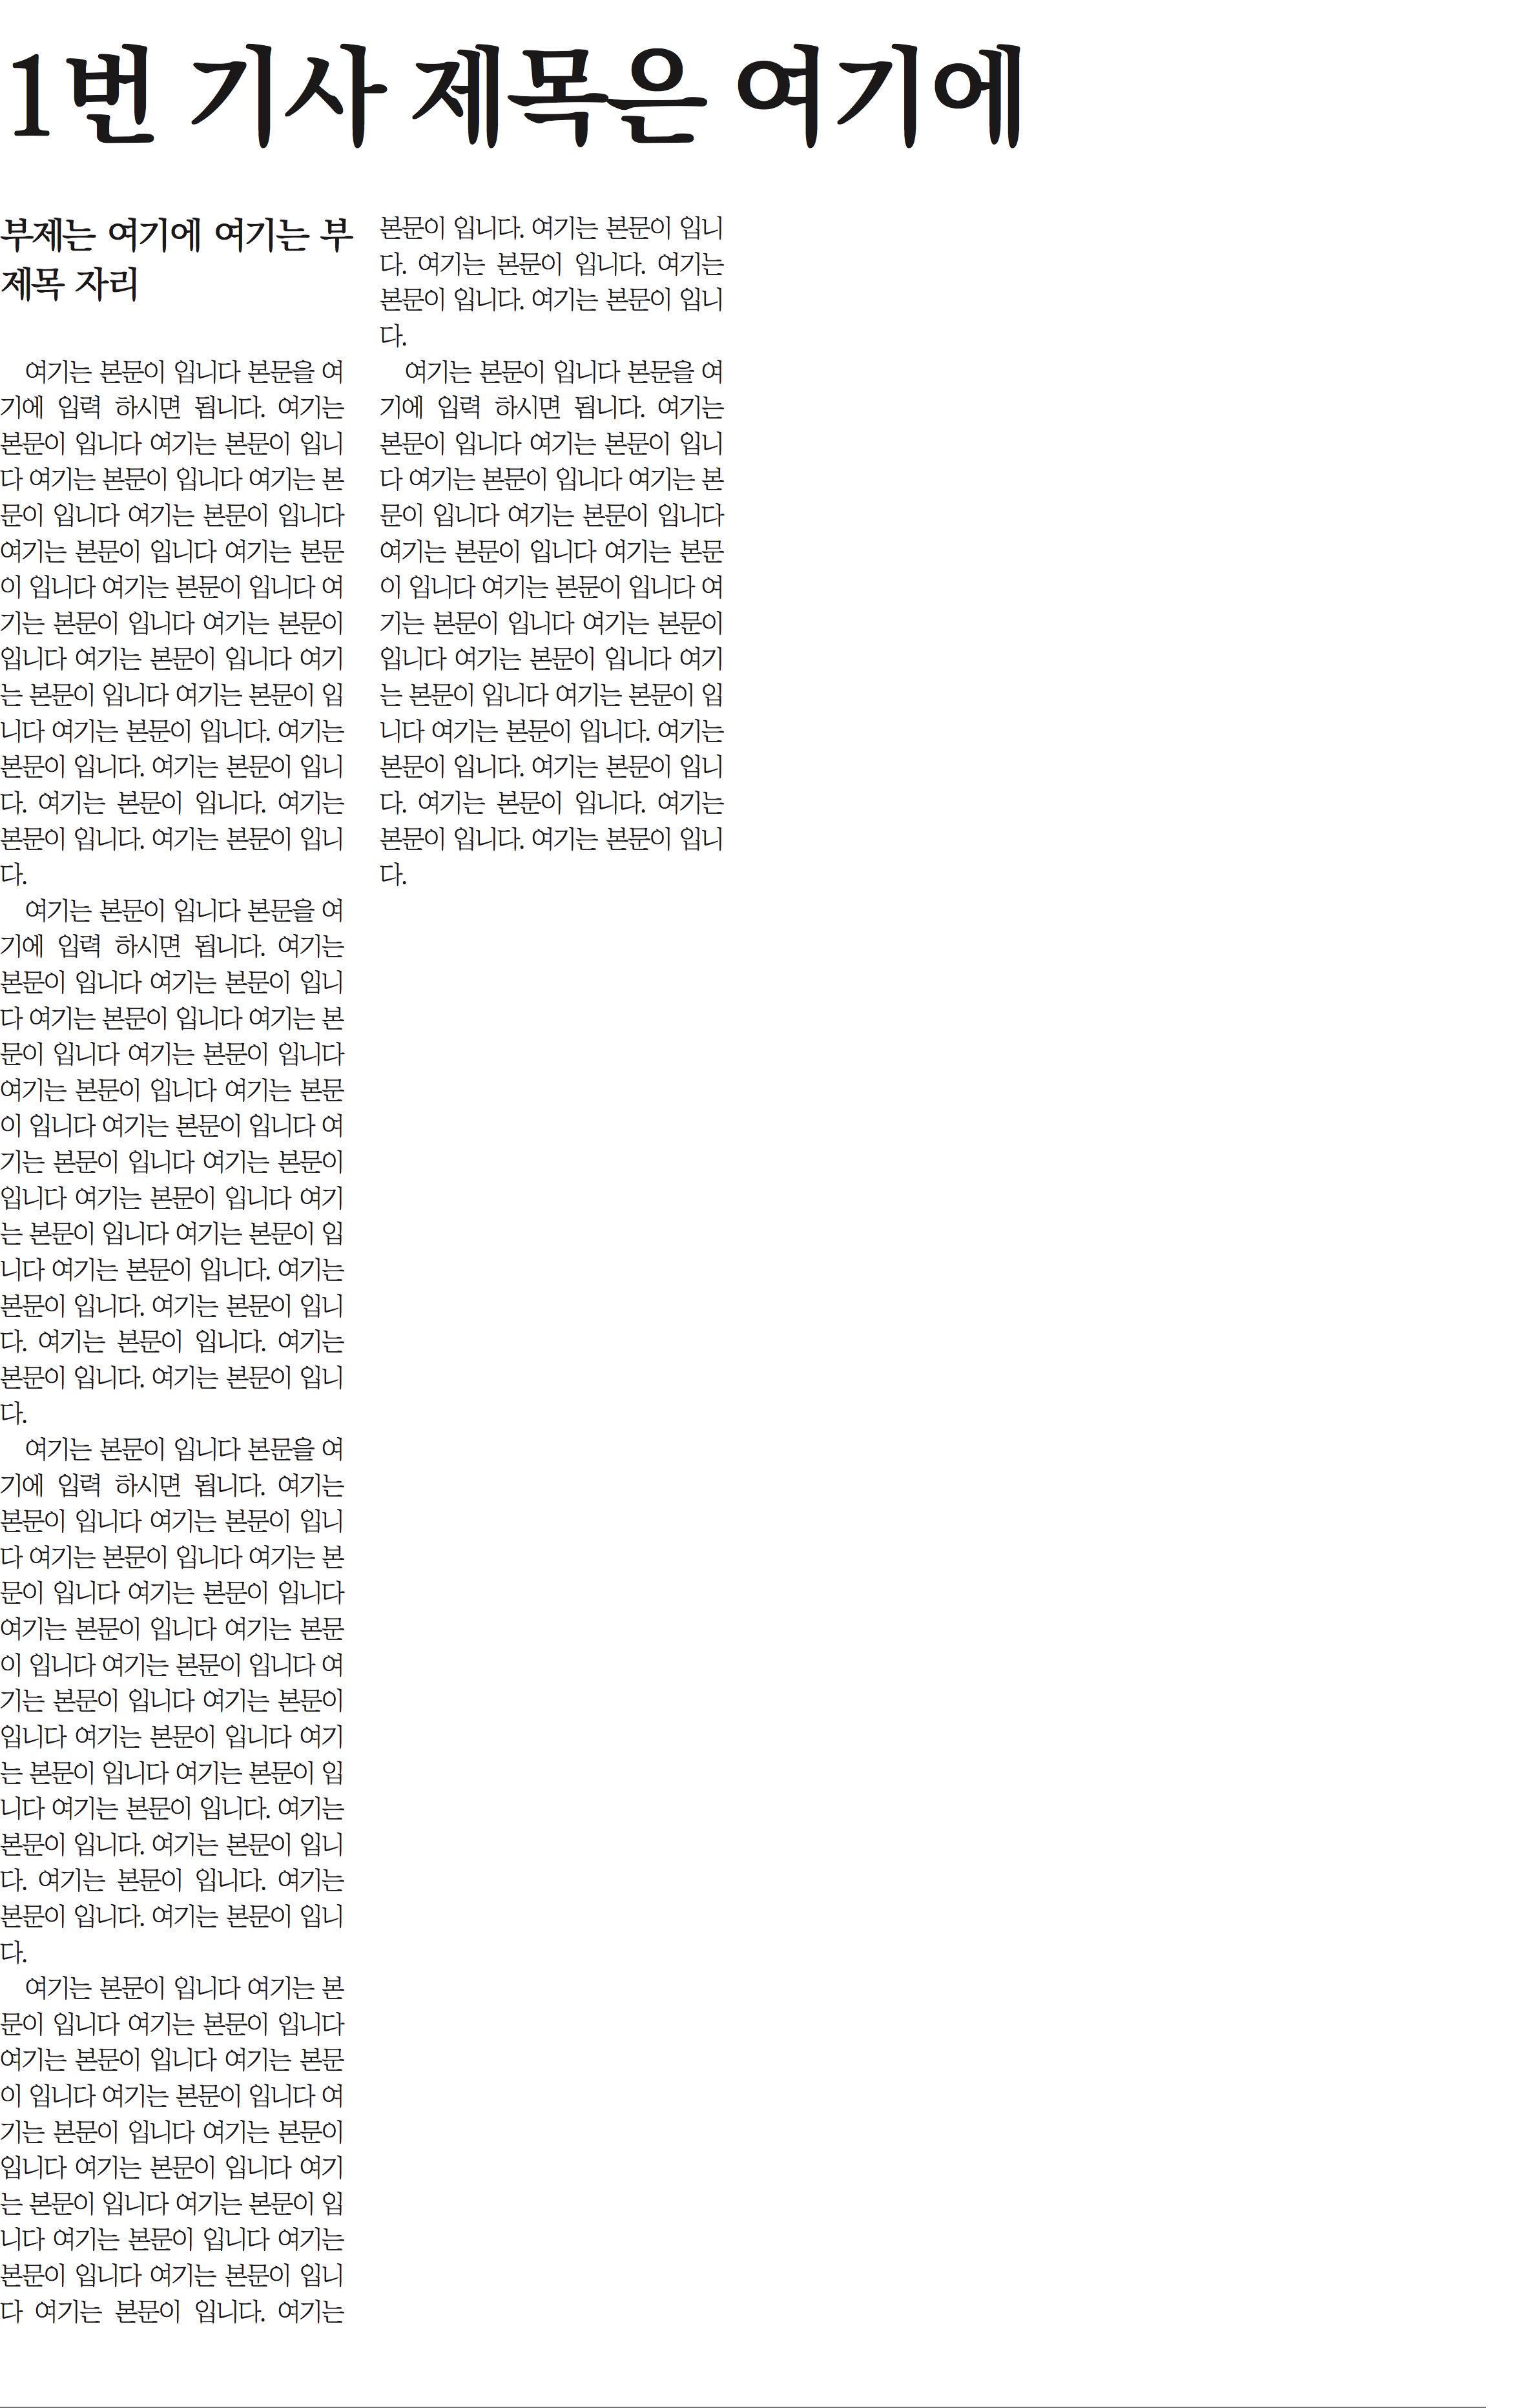 1번 기사 제목은 여기에
부제는 여기에 여기는 부
제목 자리
여기는 본문이 입니다 본문을 여
기에 입력 하시면 됩니다. 여기는
본문이 입니다 여기는 본문이 입니
다 여기는 본문이 입니다 여기는 본
문이 입니다 여기는 본문이 입니다
여기는 본문이 입니다 여기는 본문
이 입니다 여기는 본문이 입니다 여
기는 본문이 입니다 여기는 본문이
입니다 여기는 본문이 입니다 여기
는 본문이 입니다 여기는 본문이 입
니다 여기는 본문이 입니다. 여기는
본문이 입니다. 여기는 본문이 입니
다. 여기는 본문이 입니다. 여기는
본문이 입니다. 여기는 본문이 입니
다.
여기는 본문이 입니다 본문을 여
기에 입력 하시면 됩니다. 여기는
본문이 입니다 여기는 본문이 입니
다 여기는 본문이 입니다 여기는 본
문이 입니다 여기는 본문이 입니다
여기는 본문이 입니다 여기는 본문
이 입니다 여기는 본문이 입니다 여
기는 본문이 입니다 여기는 본문이
입니다 여기는 본문이 입니다 여기
는 본문이 입니다 여기는 본문이 입
니다 여기는 본문이 입니다. 여기는
본문이 입니다. 여기는 본문이 입니
다. 여기는 본문이 입니다. 여기는
본문이 입니다. 여기는 본문이 입니
다.
여기는 본문이 입니다 본문을 여
기에 입력 하시면 됩니다. 여기는
본문이 입니다 여기는 본문이 입니
다 여기는 본문이 입니다 여기는 본
문이 입니다 여기는 본문이 입니다
여기는 본문이 입니다 여기는 본문
이 입니다 여기는 본문이 입니다 여
기는 본문이 입니다 여기는 본문이
입니다 여기는 본문이 입니다 여기
는 본문이 입니다 여기는 본문이 입
니다 여기는 본문이 입니다. 여기는
본문이 입니다. 여기는 본문이 입니
다. 여기는 본문이 입니다. 여기는
본문이 입니다. 여기는 본문이 입니
다.
여기는 본문이 입니다 여기는 본
문이 입니다 여기는 본문이 입니다
여기는 본문이 입니다 여기는 본문
이 입니다 여기는 본문이 입니다 여
기는 본문이 입니다 여기는 본문이
입니다 여기는 본문이 입니다 여기
는 본문이 입니다 여기는 본문이 입
니다 여기는 본문이 입니다 여기는
본문이 입니다 여기는 본문이 입니
다 여기는 본문이 입니다. 여기는
본문이 입니다. 여기는 본문이 입니
다. 여기는 본문이 입니다. 여기는
본문이 입니다. 여기는 본문이 입니
다.
여기는 본문이 입니다 본문을 여
기에 입력 하시면 됩니다. 여기는
본문이 입니다 여기는 본문이 입니
다 여기는 본문이 입니다 여기는 본
문이 입니다 여기는 본문이 입니다
여기는 본문이 입니다 여기는 본문
이 입니다 여기는 본문이 입니다 여
기는 본문이 입니다 여기는 본문이
입니다 여기는 본문이 입니다 여기
는 본문이 입니다 여기는 본문이 입
니다 여기는 본문이 입니다. 여기는
본문이 입니다. 여기는 본문이 입니
다. 여기는 본문이 입니다. 여기는
본문이 입니다. 여기는 본문이 입니
다.